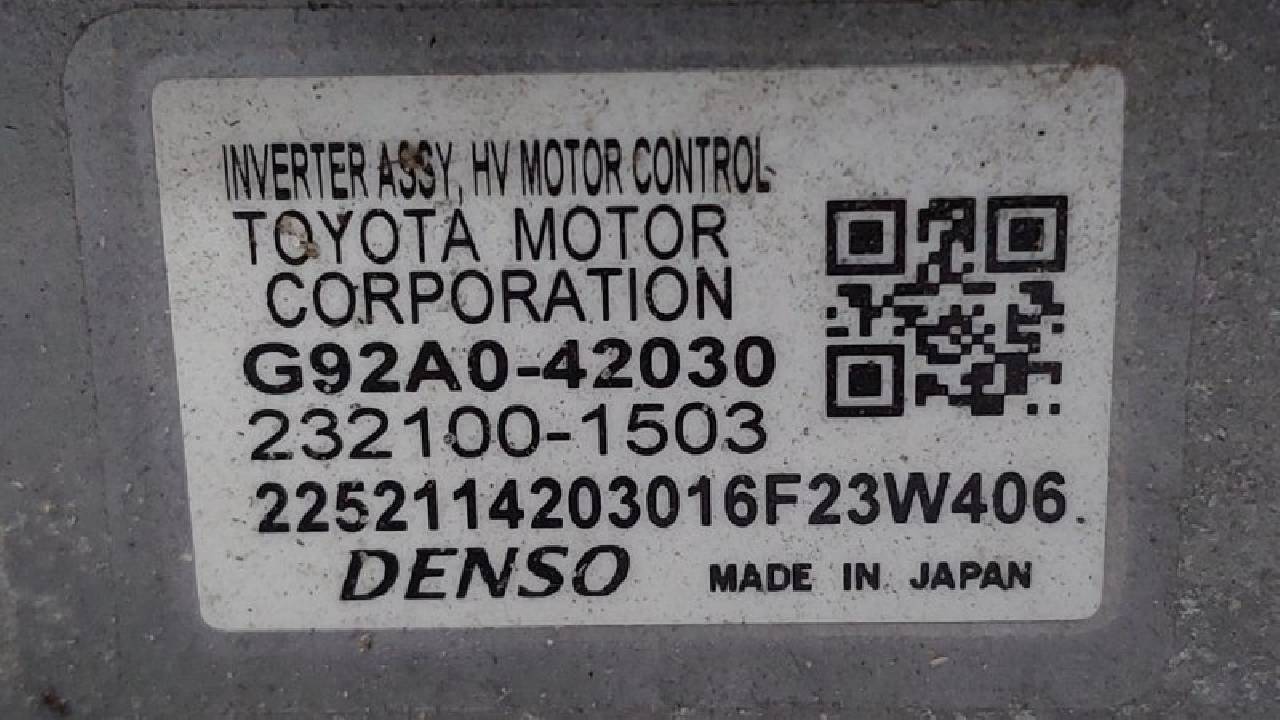 INVERTER ASSY, HV MOTOR CONTROL
TOYOTA MOTOR
CORPORATION
G92A0-42030
232100-1503
2252114203016F23W406
DENSO MADE IN JAPAN